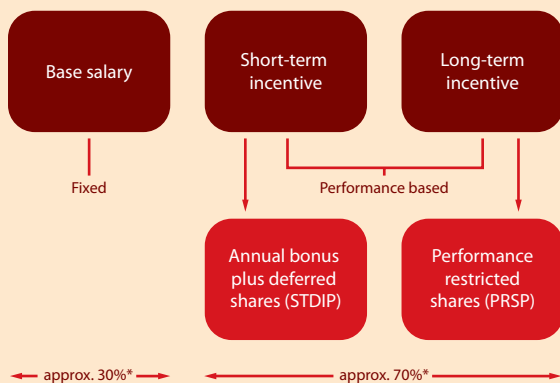 Base salary
Short-term
incentive
Long-term
incentive
Fixed
Performance based
Annual bonus
plus deferred
shares (STDIP)
Performance
restricted
shares (PRSP)
approx. 30%*
approx. 70%*